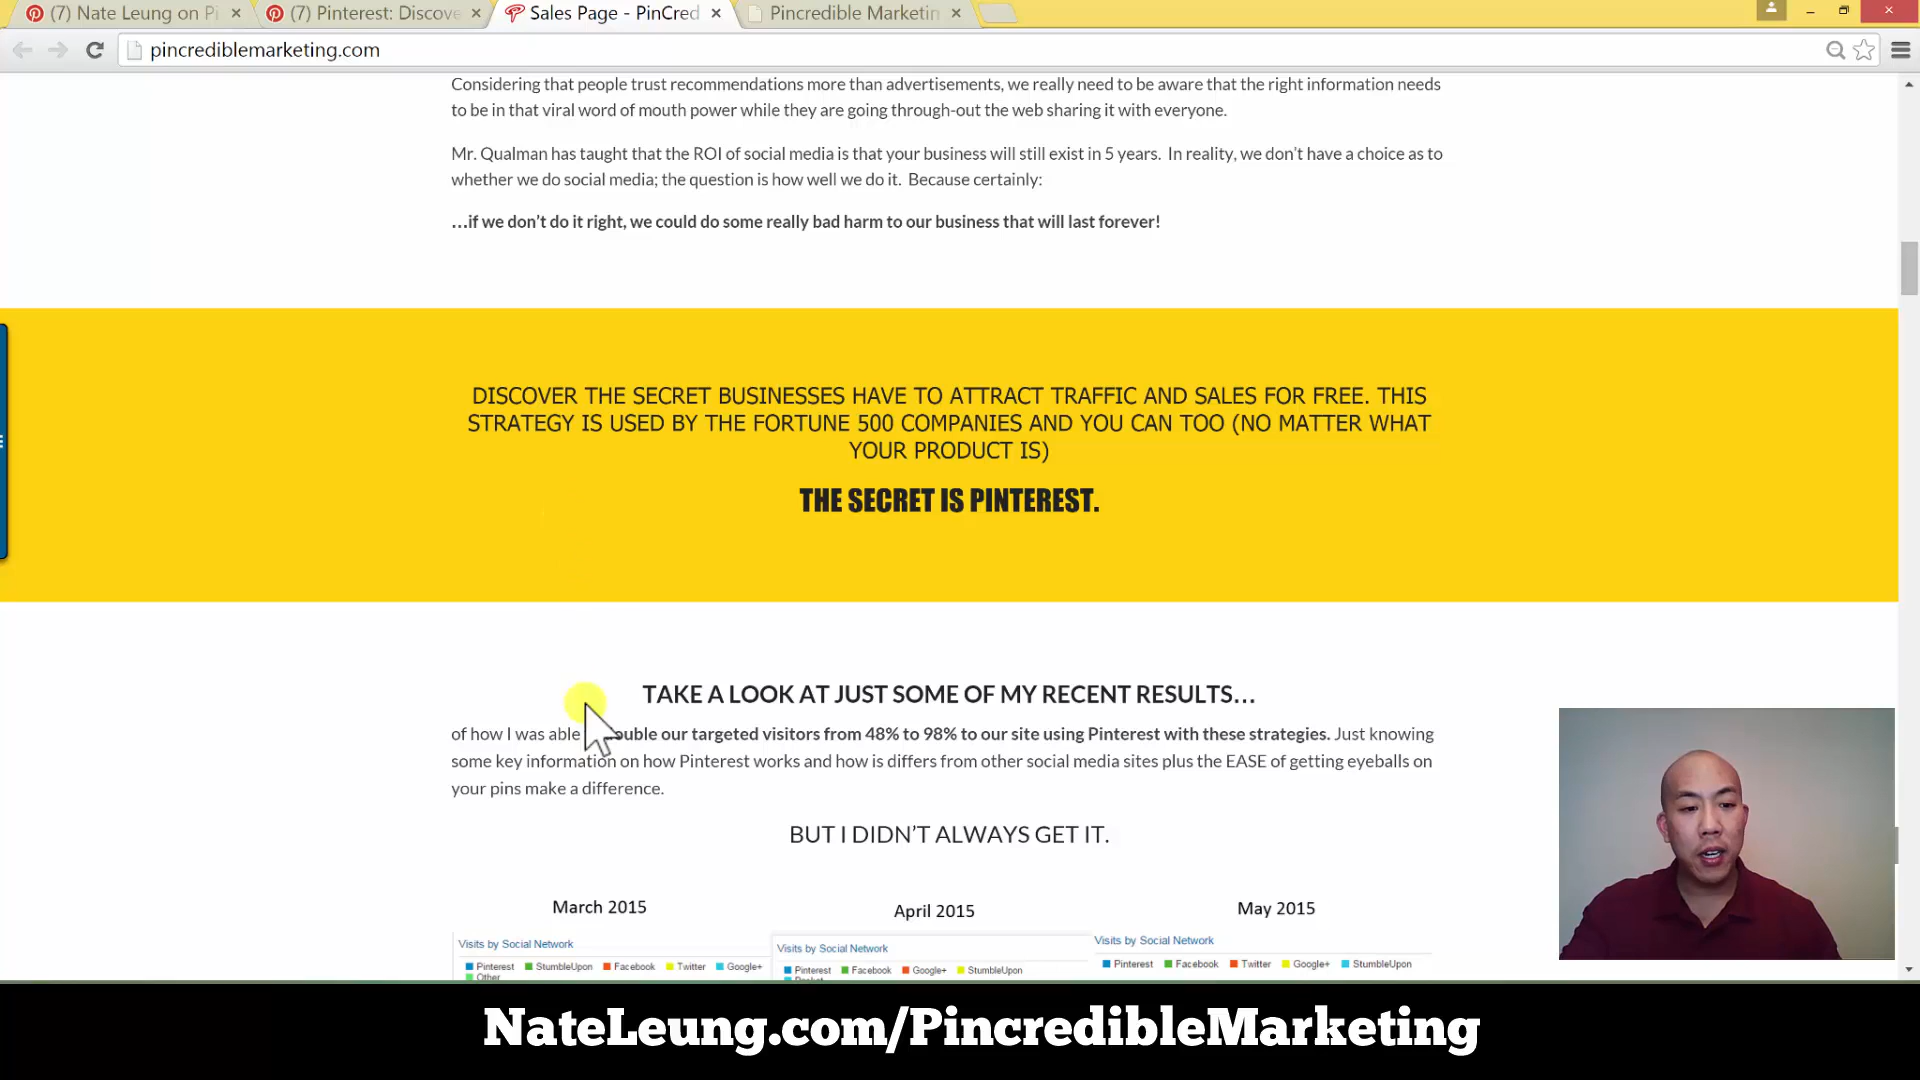 (7) Nate Leung on Pi
(7) Pinterest: Discove
Sales Page - PinCred
Pincredible Marketin
pincrediblemarketing.com
Considering that people trust recommendations more than advertisements, we really need to be aware that the right information needs
to be in that viral word of mouth power while they are going through-out the web sharing it with everyone.
Mr. Qualman has taught that the ROI of social media is that your business will still exist in 5 years. In reality, we don't have a choice as to
whether we do social media; the question is how well we do it. Because certainly:
…if we don't do it right, we could do some really bad harm to our business that will last forever!
DISCOVER THE SECRET BUSINESSES HAVE TO ATTRACT TRAFFIC AND SALES FOR FREE. THIS
STRATEGY IS USED BY THE FORTUNE 500 COMPANIES AND YOU CAN TOO (NO MATTER WHAT
YOUR PRODUCT IS)
THE SECRET IS PINTEREST.
TAKE A LOOK AT JUST SOME OF MY RECENT RESULTS…
of how I was able ouble our targeted visitors from 48% to 98% to our site using Pinterest with these strategies. Just knowing
some key information on how Pinterest works and how is differs from other social media sites plus the EASE of getting eyeballs on
your pins make a difference.
BUT I DIDN'T ALWAYS GET IT.
March 2015
April 2015
May 2015
Visits by Social Network
Pinterest StumbleUpon Facebook Twitter Google+
Other
Visits by Social Network
Pinterest Facebook Google+ StumbleUpon
Visits by Social Network
Pinterest Facebook Twitter Google+ StumbleUpon
NateLeung.com/PincredibleMarketing